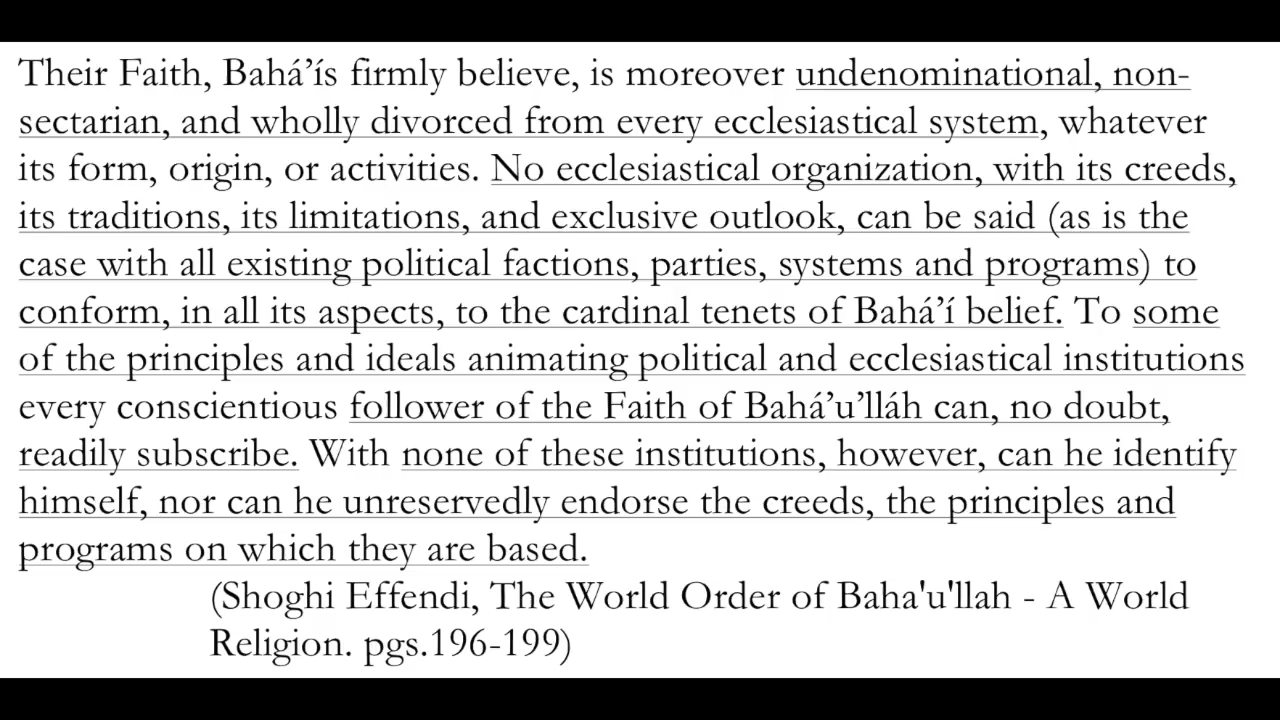 Their Faith, Bahá’ís firmly believe, is moreover undenominational, non-
sectarian, and wholly divorced from every ecclesiastical system, whatever
its form, origin, or activities. No ecclesiastical organization, with its creeds,
its traditions, its limitations, and exclusive outlook, can be said (as is the
case with all existing political factions, parties, systems and programs) to
conform, in all its aspects, to the cardinal tenets of Bahá’í belief. To some
of the principles and ideals animating political and ecclesiastical institutions
every conscientious follower of the Faith of Bahá’u’lláh can, no doubt,
readily subscribe. With none of these institutions, however, can he identify
himself, nor can he unreservedly endorse the creeds, the principles and
programs on which they are based.
(Shoghi Effendi, The World Order of Baha'u'llah - A World
Religion. pgs.196-199)